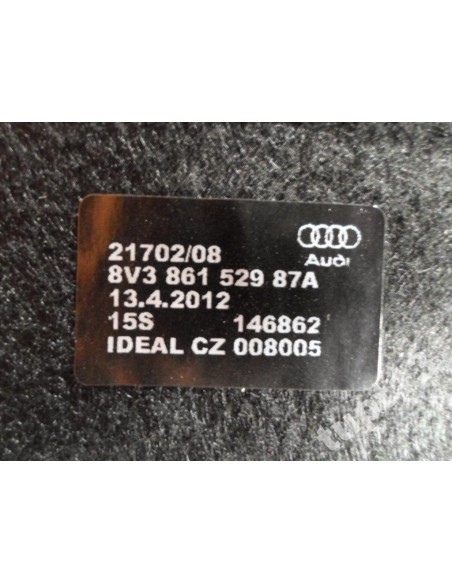 21702/08
Audi
8V3 861 529 87A
13.4.2012
15S 146862
IDEAL CZ 008005